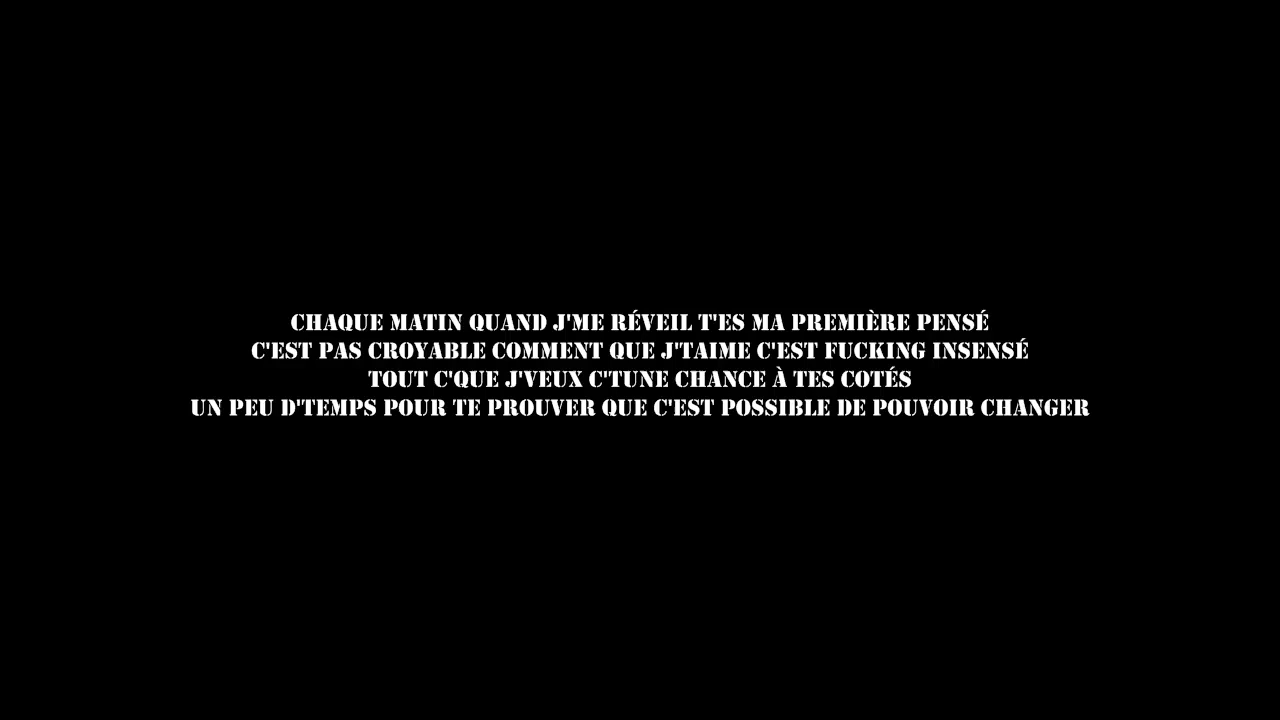 CHAQUE MATIN QUAND J'ME RÉVEIL T'ES MA PREMIÈRE PENSÉ
C'EST PAS CROYABLE COMMENT QUE J'TAIME C'EST FUCKING INSENSÉ
TOUT C'QUE J'VEUX C'TUNE CHANCE À TES COTÉS
UN PEU D'TEMPS POUR TE PROUVER QUE C'EST POSSIBLE DE POUVOIR CHANGER